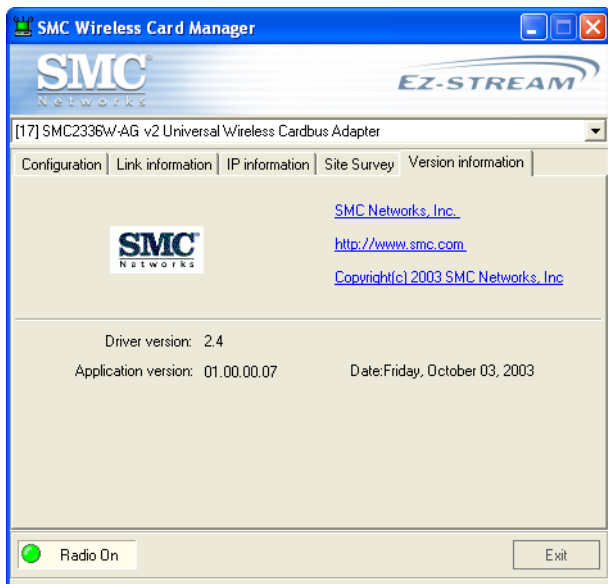 SMC Wireless Card Manager
SMC®
Networks
EZ-STREAM
[17] SMC2336W-AG v2 Universal Wireless Cardbus Adapter
Configuration Link information IP information Site Survey Version information
SMC Networks, Inc.
SMC®
Networks
http://www.smc.com
Copyright(c) 2003 SMC Networks, Inc
Driver version: 2.4
Application version: 01.00.00.07 Date:Friday, October 03, 2003
Radio On Exit